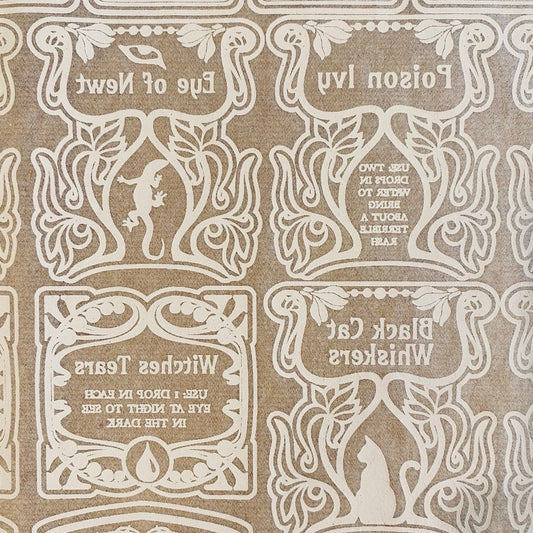 Eye of Newt
Poison Ivy
USE: TWO
DROPS IN
WATER TO
BRING
ABOUT A
TERRIBLE
RASH
Witches Tears
USE: 1 DROP IN EACH
EYE AT NIGHT TO SEE
IN THE DARK
Black Cat
Whiskers